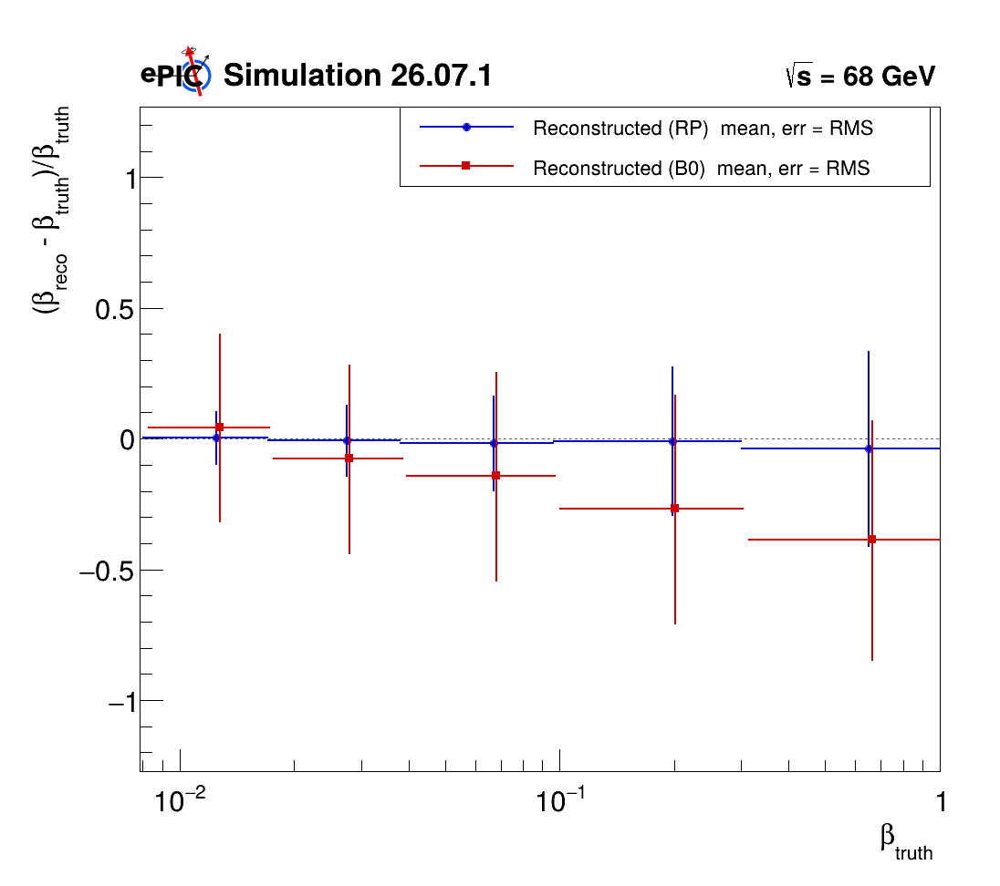 ePIC Simulation 26.07.1
√s = 68 GeV
Reconstructed (RP) mean, err = RMS
Reconstructed (B0) mean, err = RMS
(β_reco - β_truth)/β_truth
1
0.5
0
−0.5
−1
10^−2
10^−1
1
β_truth